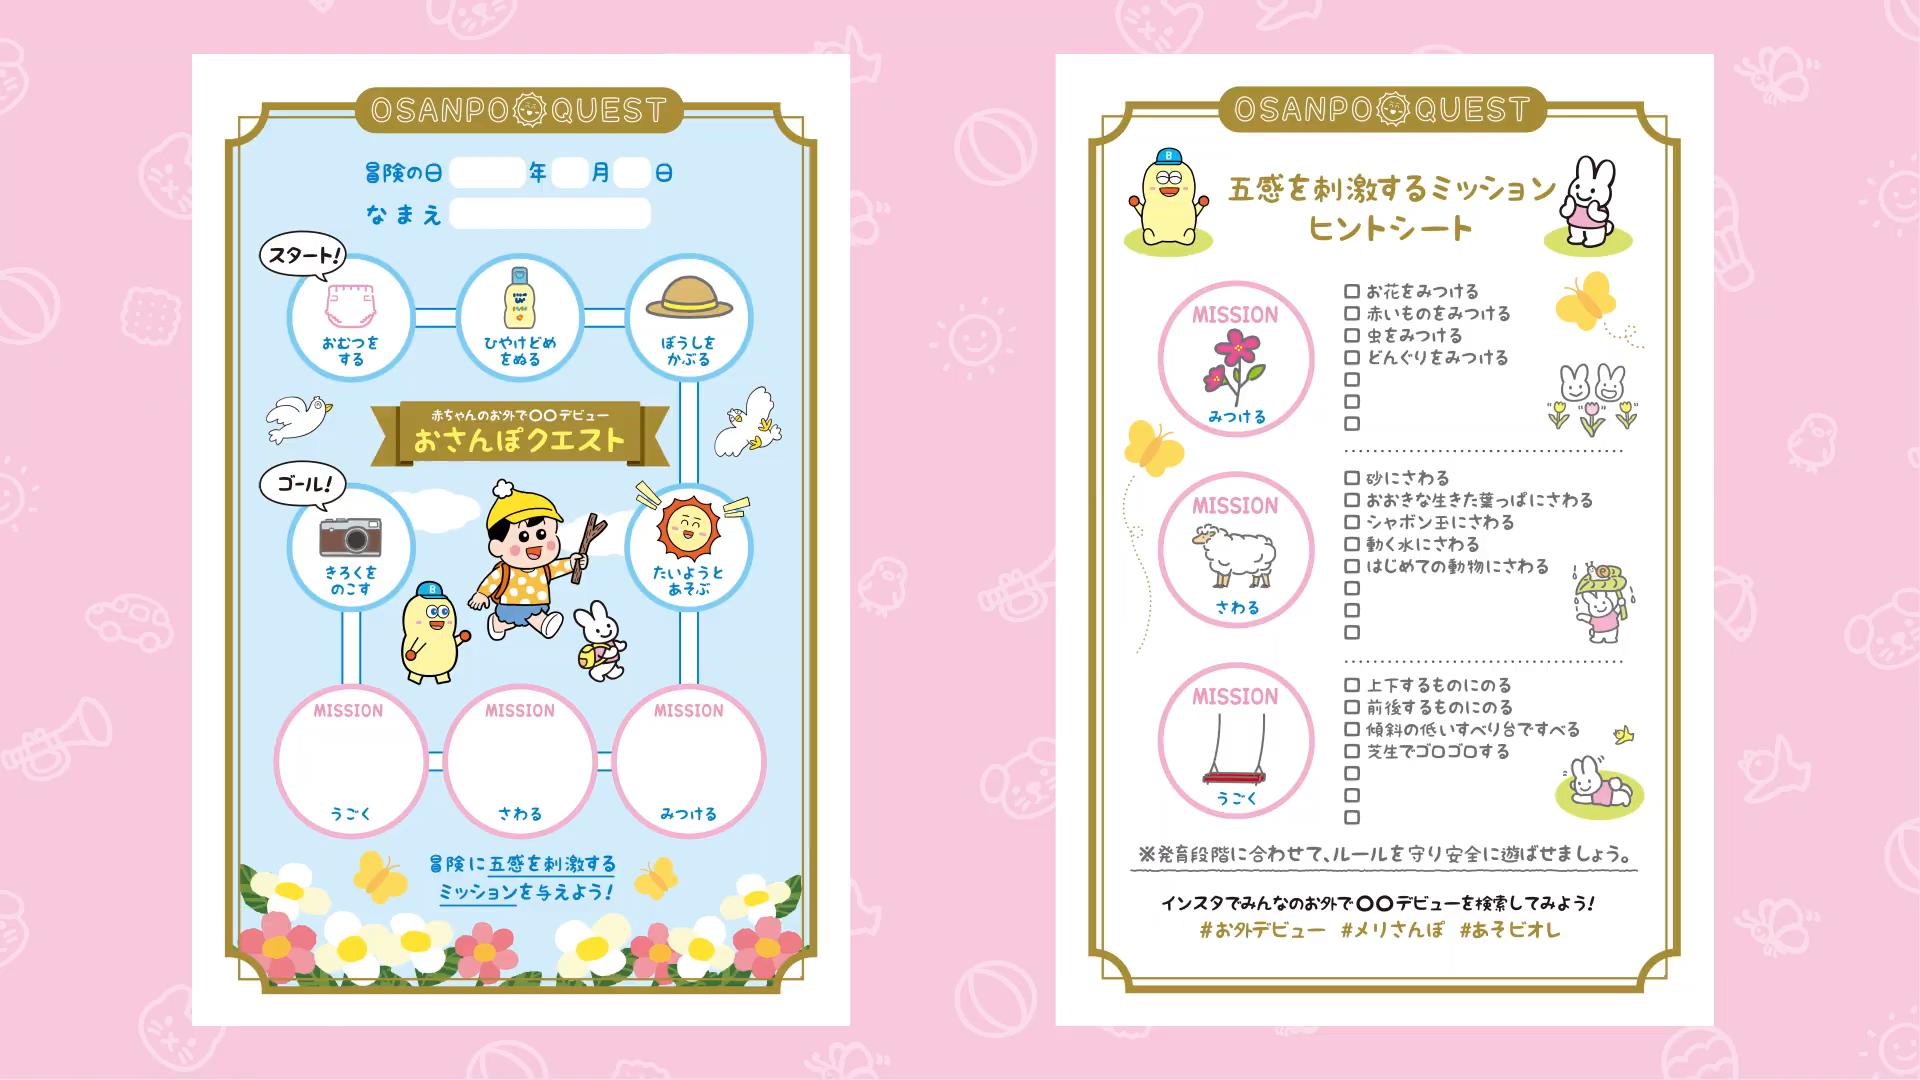 OSANPO QUEST
冒険の日 年 月 日
なまえ
スタート!
おむつを
する
ひやけどめ
をぬる
ぼうしを
かぶる
赤ちゃんのお外で〇〇デビュー
おさんぽクエスト
ゴール!
きろくを
のこす
B
たいようと
あそぶ
MISSION
うごく
MISSION
さわる
MISSION
みつける
冒険に五感を刺激する
ミッションを与えよう!
OSANPO QUEST
B
五感を刺激するミッション
ヒントシート
MISSION
みつける
お花をみつける
赤いものをみつける
虫をみつける
どんぐりをみつける
MISSION
さわる
砂にさわる
おおきな生きた葉っぱにさわる
シャボン玉にさわる
動く水にさわる
はじめての動物にさわる
MISSION
うごく
上下するものにのる
前後するものにのる
傾斜の低いすべり台ですべる
芝生でゴロゴロする
※発育段階に合わせて、ルールを守り安全に遊ばせましょう。
インスタでみんなのお外で〇〇デビューを検索してみよう!
#お外デビュー #メリさんぽ #あそビオレ